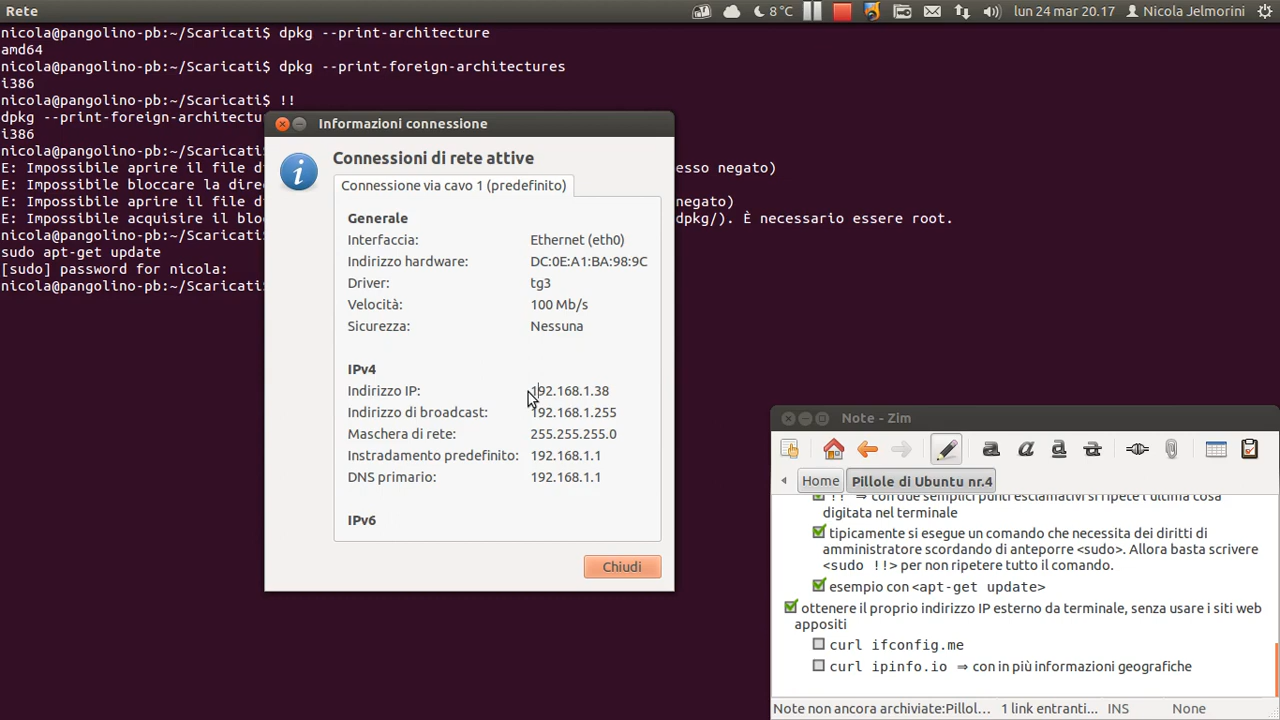 Rete
8 °C
lun 24 mar 20.17
Nicola Jelmorini
nicola@pangolino-pb:~/Scaricati$ dpkg --print-architecture
amd64
nicola@pangolino-pb:~/Scaricati$ dpkg --print-foreign-architectures
i386
nicola@pangolino-pb:~/Scaricati$ !!
dpkg --print-foreign-architectu
i386
nicola@pangolino-pb:~/Scaricati$
E: Impossibile aprire il file d esso negato)
E: Impossibile bloccare la dire
E: Impossibile aprire il file d negato)
E: Impossibile acquisire il blo dpkg/). È necessario essere root.
nicola@pangolino-pb:~/Scaricati$
sudo apt-get update
[sudo] password for nicola:
nicola@pangolino-pb:~/Scaricati$
Informazioni connessione
Connessioni di rete attive
Connessione via cavo 1 (predefinito)
Generale
Interfaccia: Ethernet (eth0)
Indirizzo hardware: DC:0E:A1:BA:98:9C
Driver: tg3
Velocità: 100 Mb/s
Sicurezza: Nessuna
IPv4
Indirizzo IP: 192.168.1.38
Indirizzo di broadcast: 192.168.1.255
Maschera di rete: 255.255.255.0
Instradamento predefinito: 192.168.1.1
DNS primario: 192.168.1.1
IPv6
Chiudi
Note - Zim
Home
Pillole di Ubuntu nr.4
!! ⇒ con due semplici punti esclamativi si ripete l'ultima cosa
digitata nel terminale
tipicamente si esegue un comando che necessita dei diritti di
amministratore scordando di anteporre <sudo>. Allora basta scrivere
<sudo !!> per non ripetere tutto il comando.
esempio con <apt-get update>
ottenere il proprio indirizzo IP esterno da terminale, senza usare i siti web
appositi
curl ifconfig.me
curl ipinfo.io ⇒ con in più informazioni geografiche
Note non ancora archiviate:Pillol...
1 link entranti...
INS
None